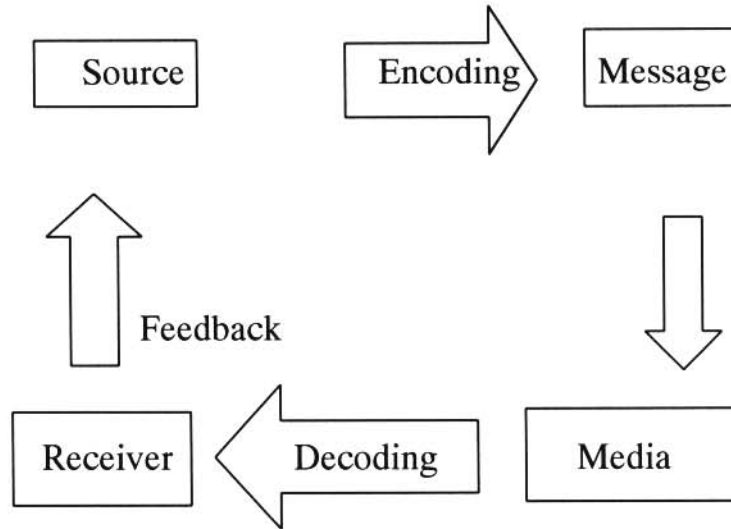 Source
Encoding
Message
Feedback
Receiver
Decoding
Media